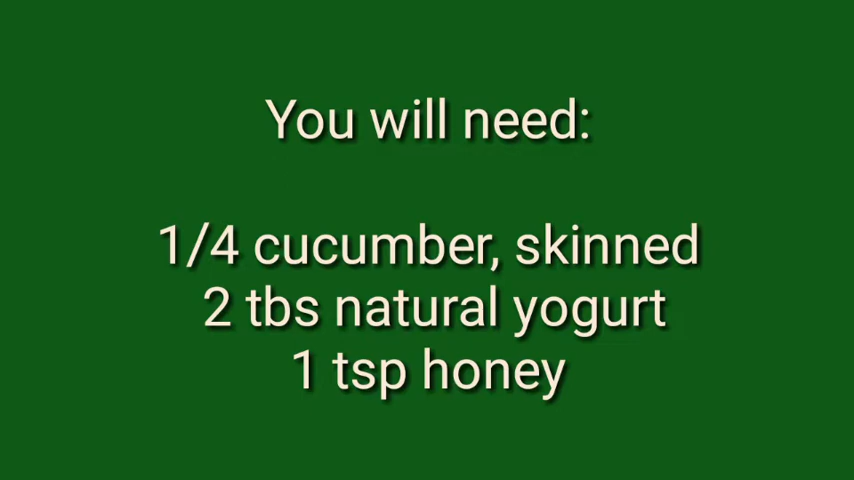 You will need:
1/4 cucumber, skinned
2 tbs natural yogurt
1 tsp honey